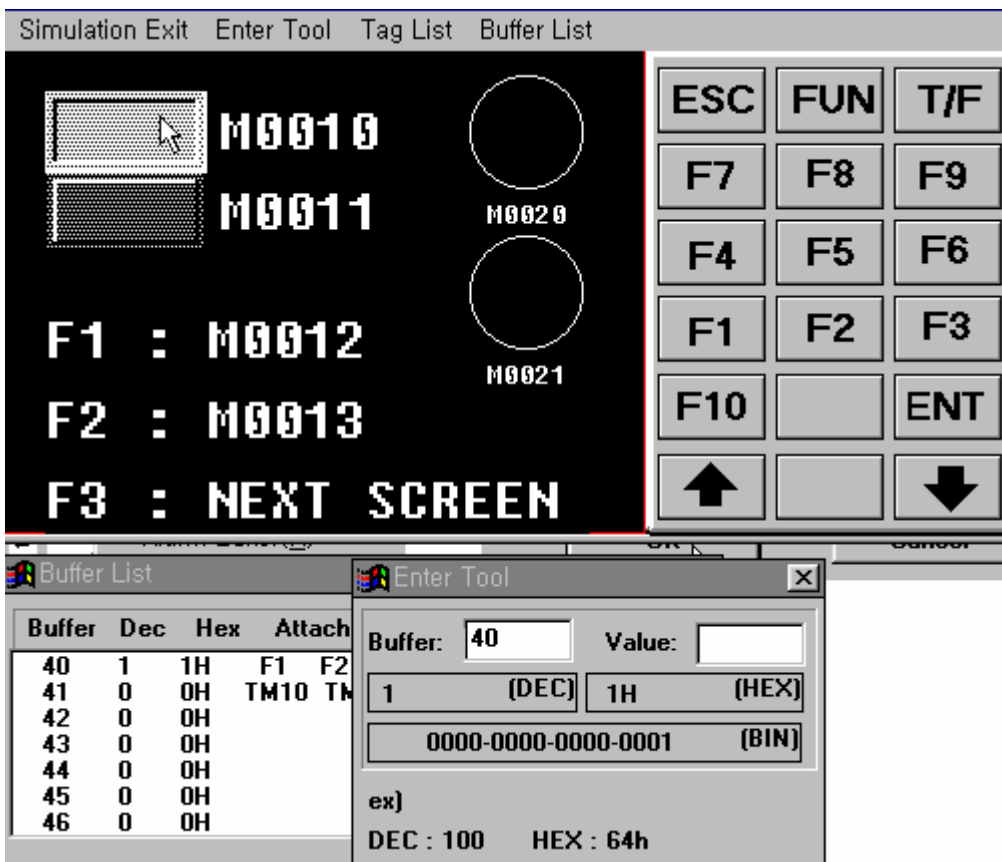 Simulation Exit Enter Tool Tag List Buffer List
M0010
M0011
M0020
M0021
F1 : M0012
F2 : M0013
F3 : NEXT SCREEN
ESC FUN T/F
F7 F8 F9
F4 F5 F6
F1 F2 F3
F10 ENT
Buffer List
Buffer Dec Hex Attach
40 1 1H F1 F2
41 0 0H TM10
42 0 0H
43 0 0H
44 0 0H
45 0 0H
46 0 0H
Enter Tool
Buffer: 40 Value:
1 (DEC) 1H (HEX)
0000-0000-0000-0001 (BIN)
ex)
DEC : 100 HEX : 64h